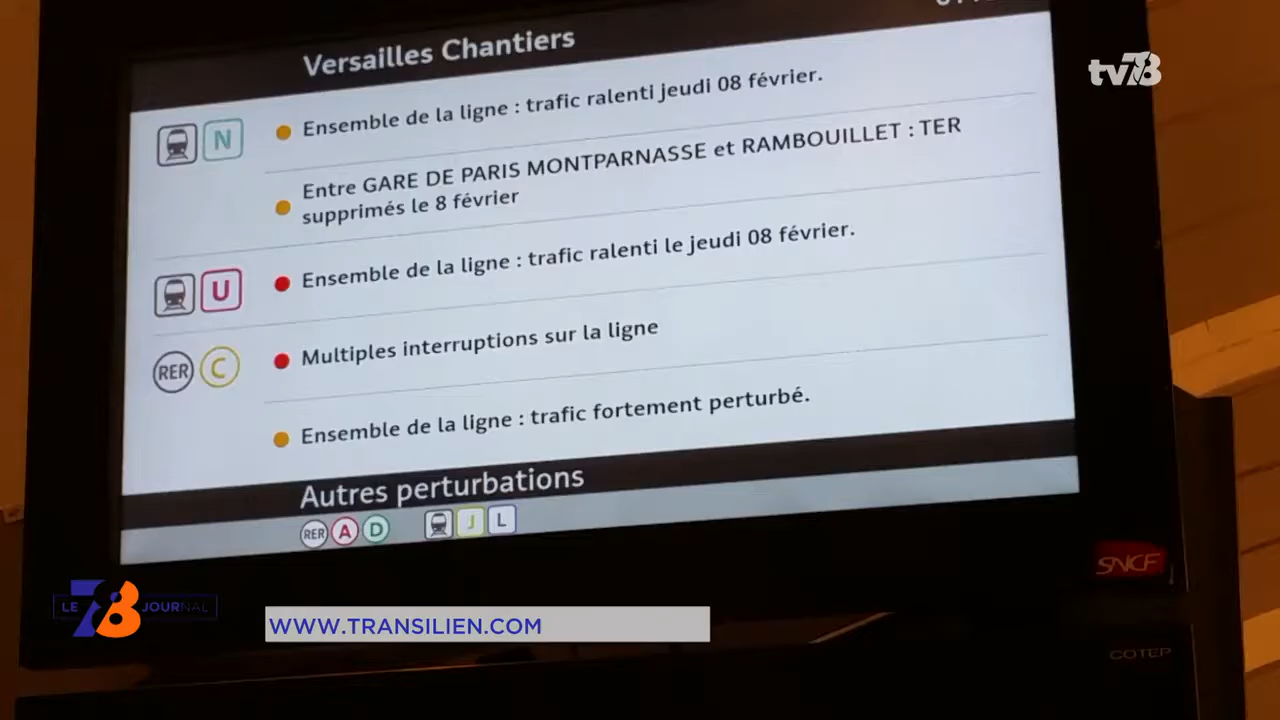 Versailles Chantiers
tv78
N
Ensemble de la ligne : trafic ralenti jeudi 08 février.
Entre GARE DE PARIS MONTPARNASSE et RAMBOUILLET : TER
supprimés le 8 février
U
Ensemble de la ligne : trafic ralenti le jeudi 08 février.
RER C
Multiples interruptions sur la ligne
Ensemble de la ligne : trafic fortement perturbé.
Autres perturbations
RER A D J L
SNCF
LE 78 JOURNAL
WWW.TRANSILIEN.COM
COTEP